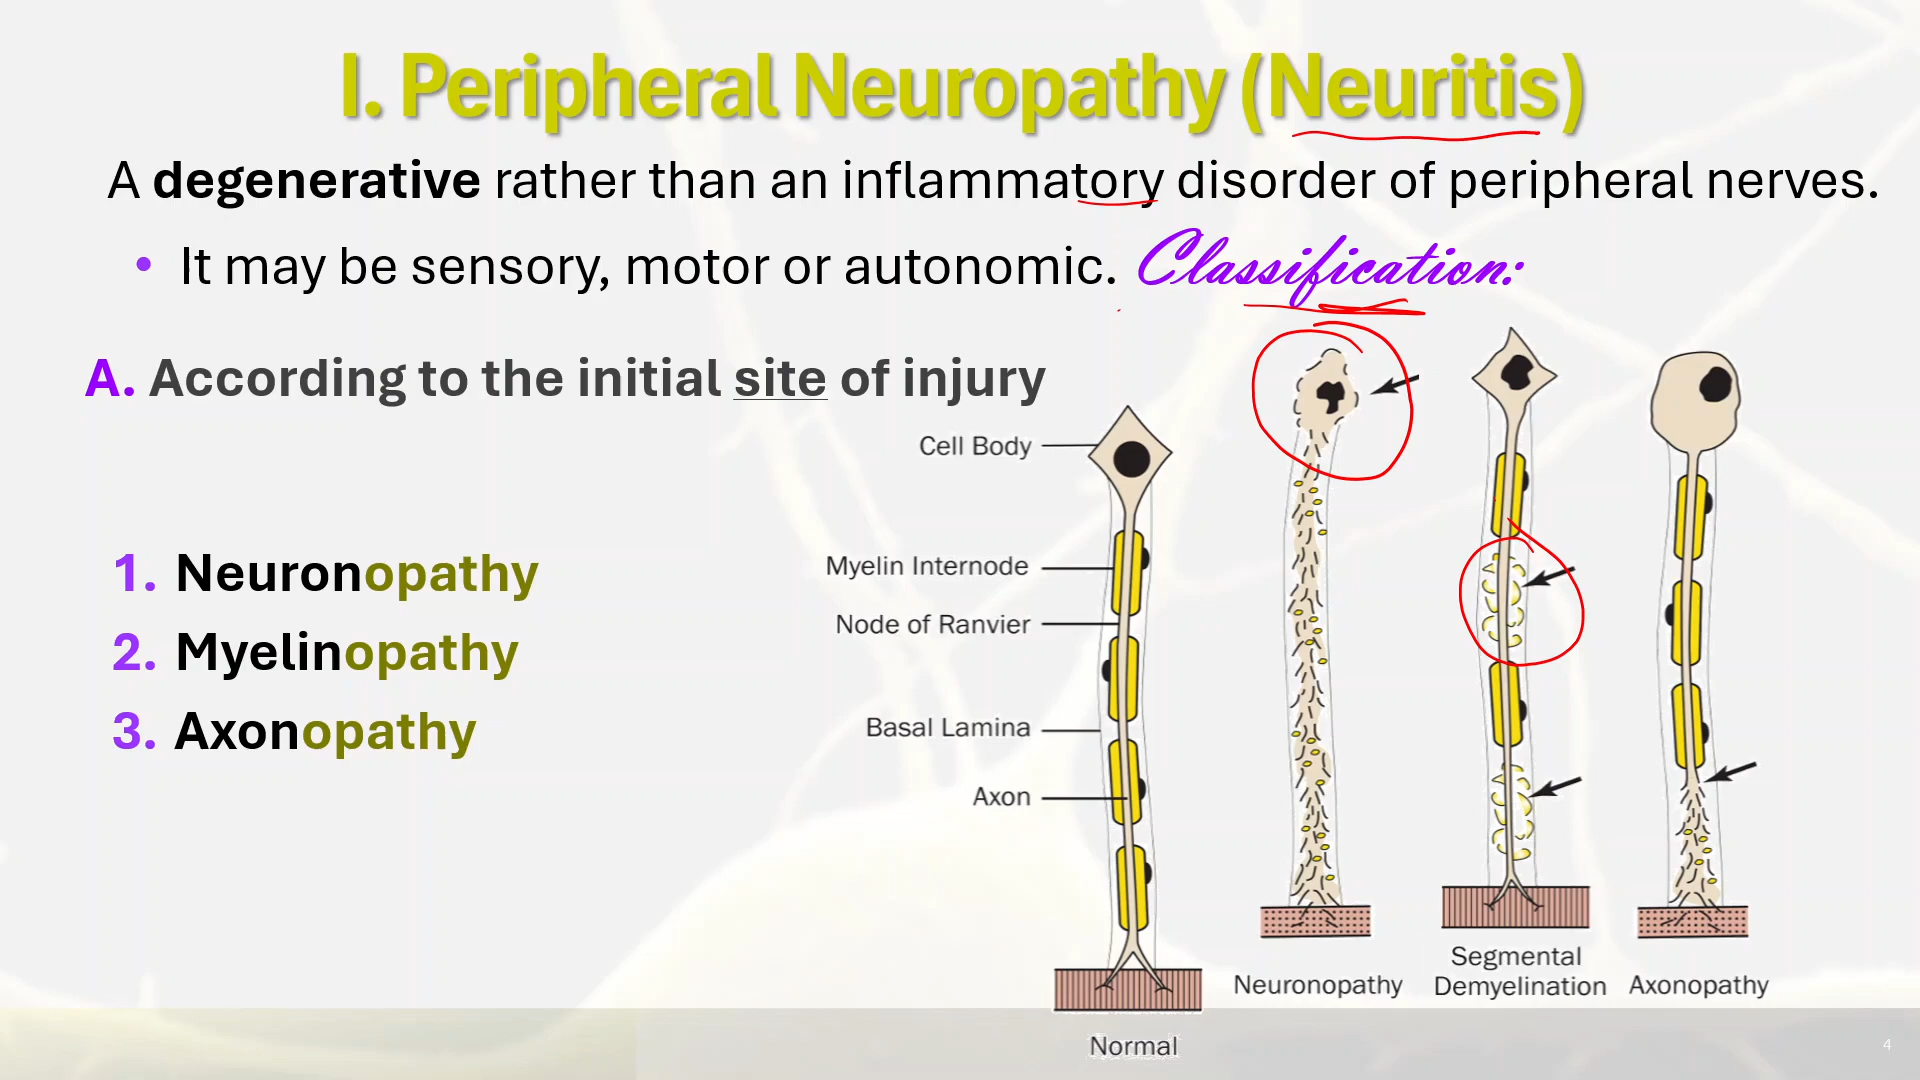 I. Peripheral Neuropathy (Neuritis)
A degenerative rather than an inflammatory disorder of peripheral nerves.
• It may be sensory, motor or autonomic. Classification:
A. According to the initial site of injury
1. Neuronopathy
2. Myelinopathy
3. Axonopathy
Cell Body
Myelin Internode
Node of Ranvier
Basal Lamina
Axon
Normal
Neuronopathy
Segmental
Demyelination
Axonopathy
4